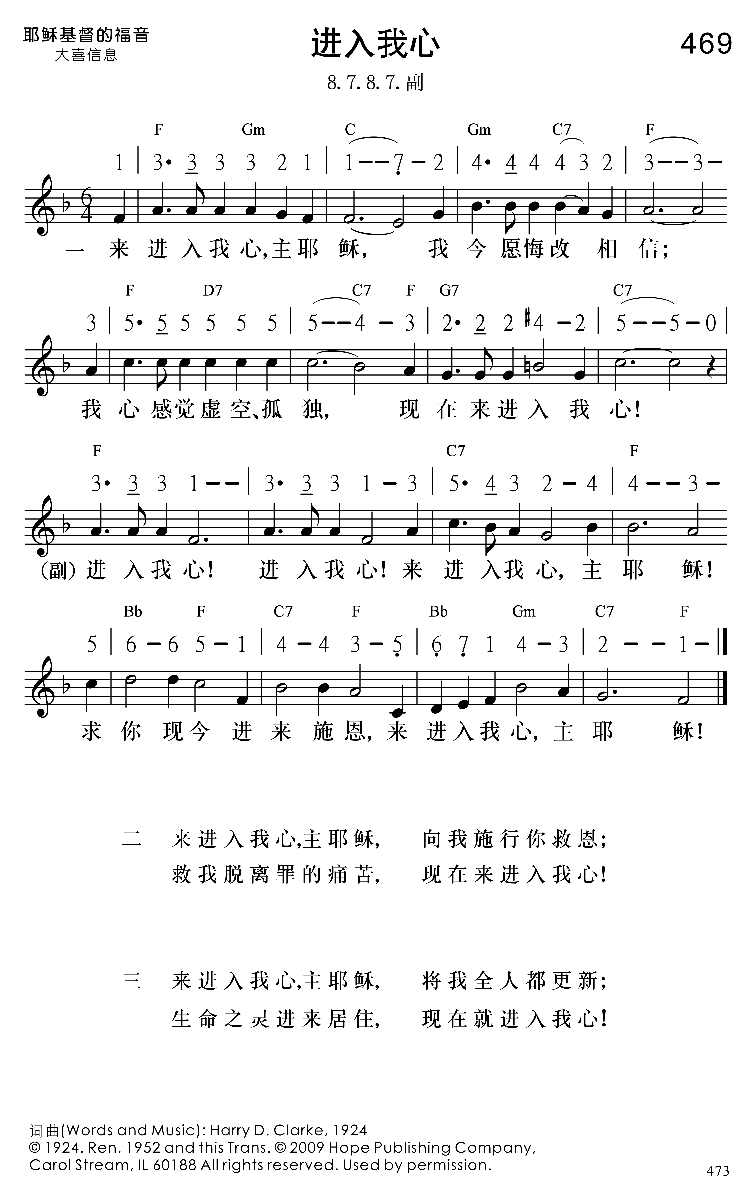 耶稣基督的福音
大喜信息
进入我心
469
8. 7. 8. 7. 副
F Gm C Gm C7 F
1 | 3· 3 3 3 2 1 | 1 – – 7 – 2 | 4· 4 4 4 3 2 | 3 – – 3 –
6
4
一 来进入我心,主耶稣, 我今愿悔改相信;
F D7 C7 F G7 C7
3 | 5· 5 5 5 5 5 | 5 – – 4 – 3 | 2· 2 2 #4 – 2 | 5 – – 5 – 0
我心感觉虚空、孤独, 现在来进入我心!
F C7 F
3· 3 3 1 – – | 3· 3 3 1 – 3 | 5· 4 3 2 – 4 | 4 – – 3 –
(副)进入我心! 进入我心!来进入我心,主耶稣!
Bb F C7 F Bb Gm C7 F
5 | 6 – 6 5 – 1 | 4 – 4 3 – 5 | 6 7 1 4 – 3 | 2 – – 1 –
求你现今进来施恩,来进入我心,主耶稣!
二 来进入我心,主耶稣, 向我施行你救恩;
救我脱离罪的痛苦, 现在来进入我心!
三 来进入我心,主耶稣, 将我全人都更新;
生命之灵进来居住, 现在就进入我心!
词曲(Words and Music): Harry D. Clarke, 1924
© 1924. Ren. 1952 and this Trans. © 2009 Hope Publishing Company,
Carol Stream, IL 60188 All rights reserved. Used by permission.
473